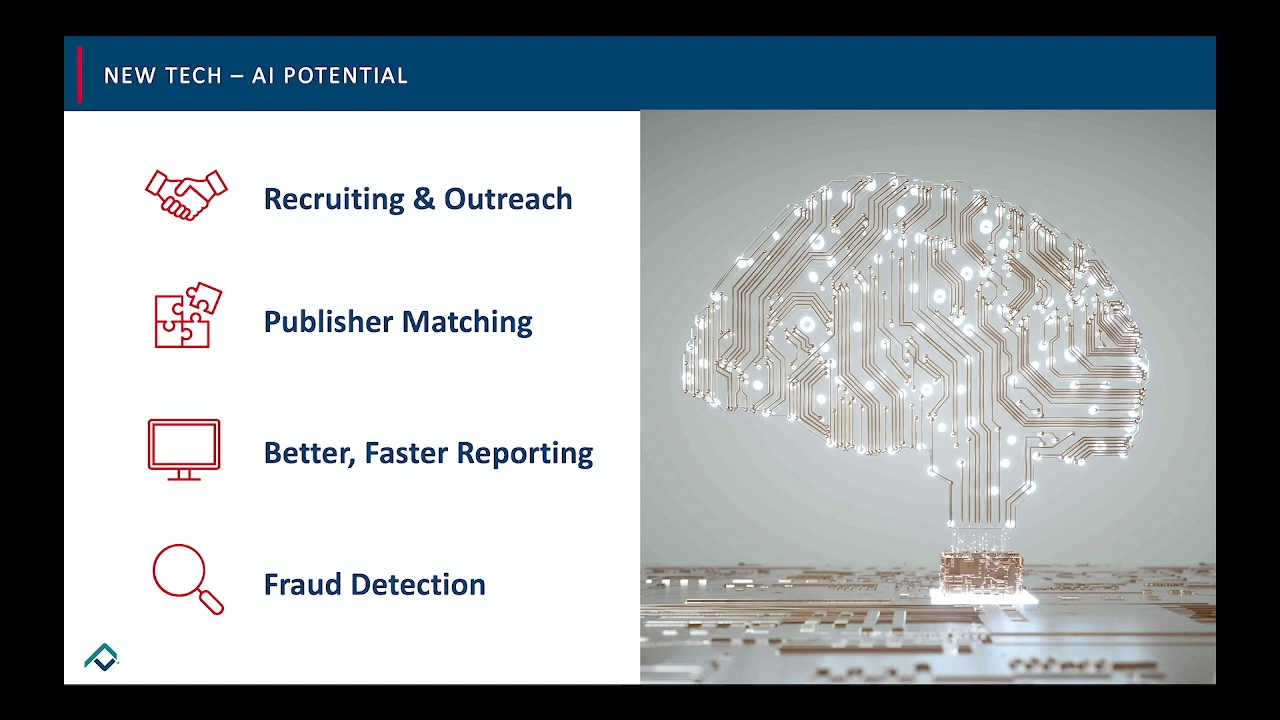 NEW TECH – AI POTENTIAL
Recruiting & Outreach
Publisher Matching
Better, Faster Reporting
Fraud Detection